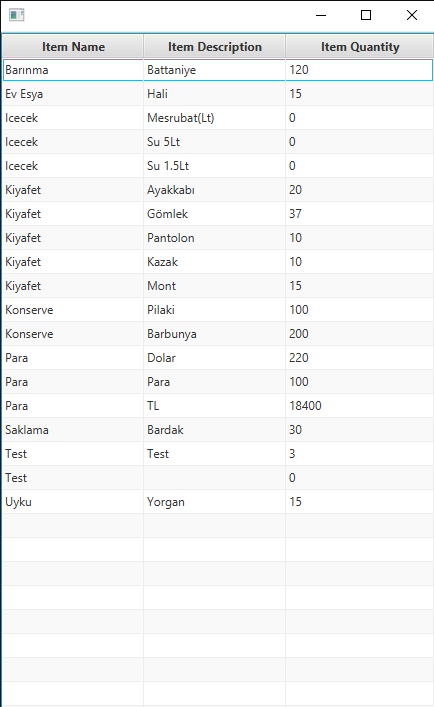 Item Name Item Description Item Quantity
Barınma Battaniye 120
Ev Esya Hali 15
Icecek Mesrubat(Lt) 0
Icecek Su 5Lt 0
Icecek Su 1.5Lt 0
Kiyafet Ayakkabı 20
Kiyafet Gömlek 37
Kiyafet Pantolon 10
Kiyafet Kazak 10
Kiyafet Mont 15
Konserve Pilaki 100
Konserve Barbunya 200
Para Dolar 220
Para Para 100
Para TL 18400
Saklama Bardak 30
Test Test 3
Test 0
Uyku Yorgan 15